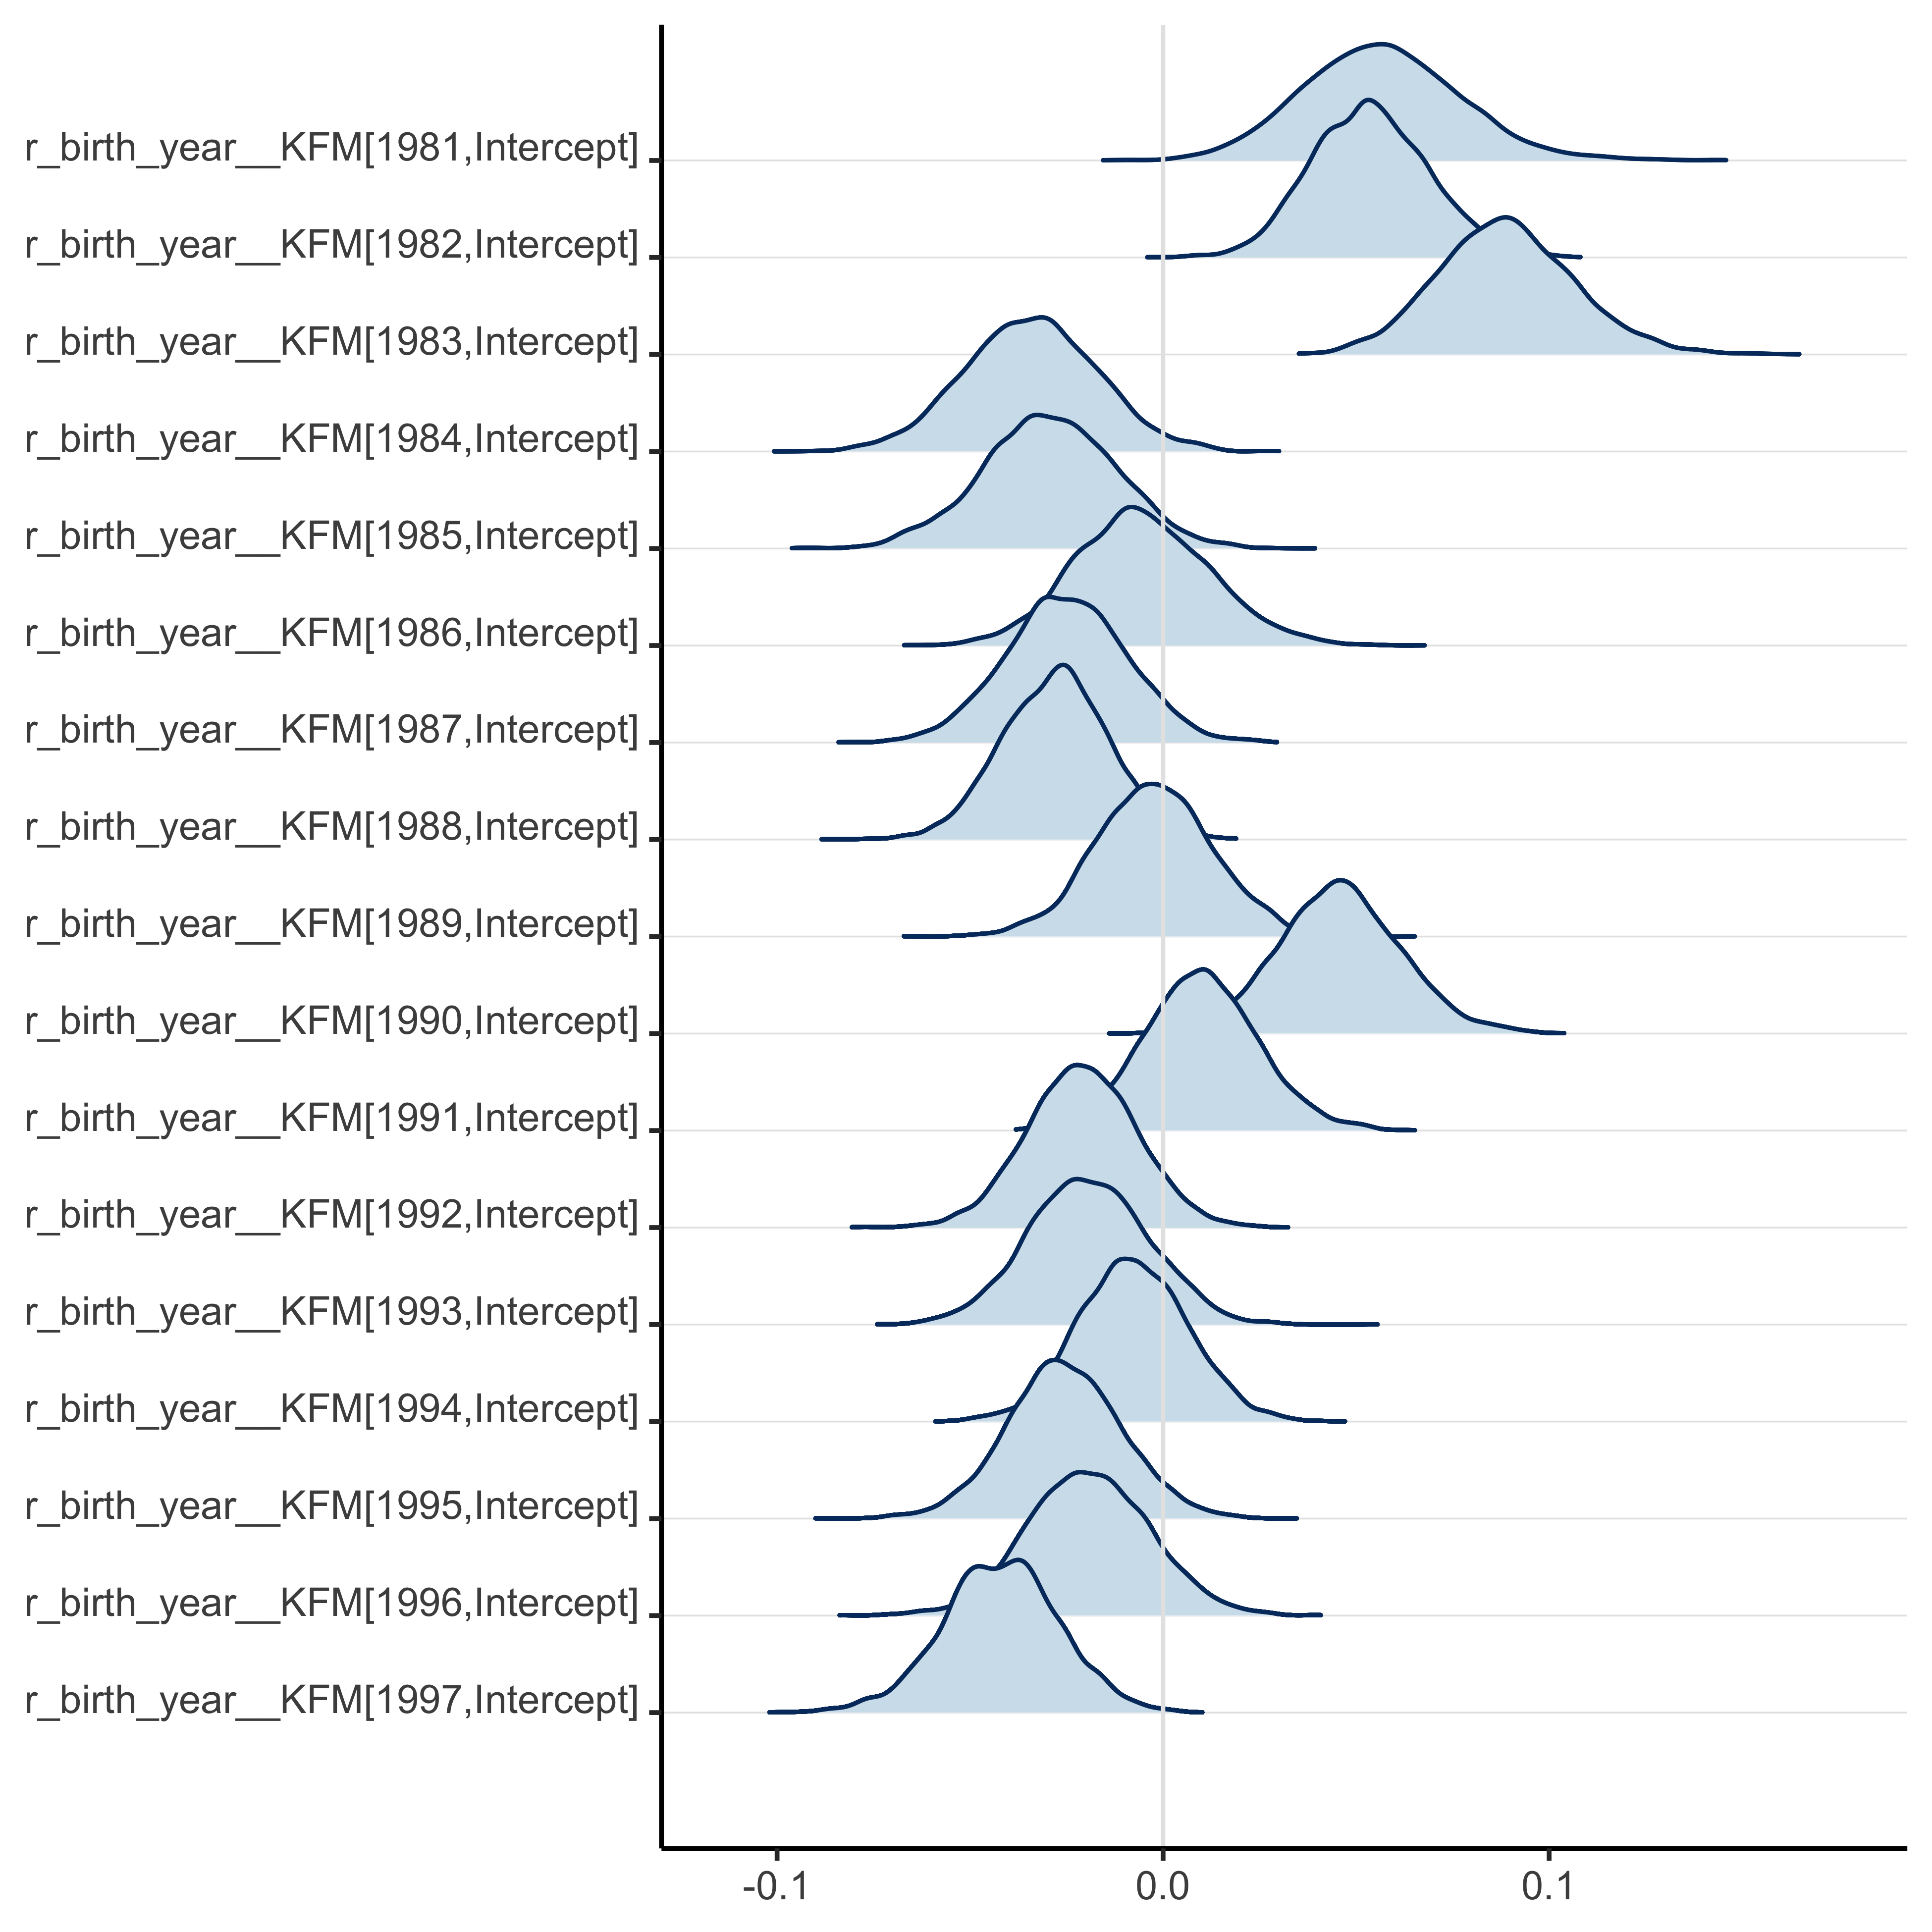 r_birth_year__KFM[1981,Intercept]
r_birth_year__KFM[1982,Intercept]
r_birth_year__KFM[1983,Intercept]
r_birth_year__KFM[1984,Intercept]
r_birth_year__KFM[1985,Intercept]
r_birth_year__KFM[1986,Intercept]
r_birth_year__KFM[1987,Intercept]
r_birth_year__KFM[1988,Intercept]
r_birth_year__KFM[1989,Intercept]
r_birth_year__KFM[1990,Intercept]
r_birth_year__KFM[1991,Intercept]
r_birth_year__KFM[1992,Intercept]
r_birth_year__KFM[1993,Intercept]
r_birth_year__KFM[1994,Intercept]
r_birth_year__KFM[1995,Intercept]
r_birth_year__KFM[1996,Intercept]
r_birth_year__KFM[1997,Intercept]
-0.1 0.0 0.1